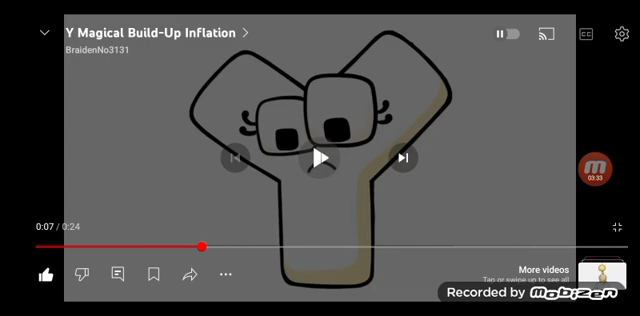 Y Magical Build-Up Inflation
BraidenNo3131
CC
03:33
0:07 / 0:24
More videos
Tap or swipe up to see all
Recorded by mobizen